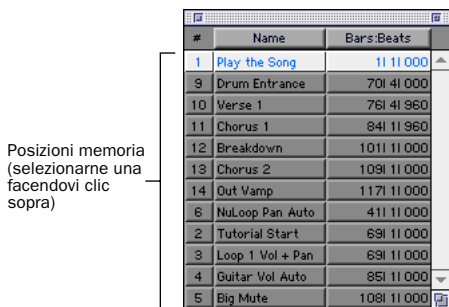 # Name Bars:Beats
1 Play the Song 1| 1| 000
9 Drum Entrance 70| 4| 000
10 Verse 1 76| 4| 960
11 Chorus 1 84| 1| 960
12 Breakdown 101| 1| 000
13 Chorus 2 109| 1| 000
14 Out Vamp 117| 1| 000
6 NuLoop Pan Auto 41| 1| 000
2 Tutorial Start 69| 1| 000
3 Loop 1 Vol + Pan 69| 1| 000
4 Guitar Vol Auto 85| 1| 000
5 Big Mute 108| 1| 000
Posizioni memoria
(selezionarne una
facendovi clic
sopra)